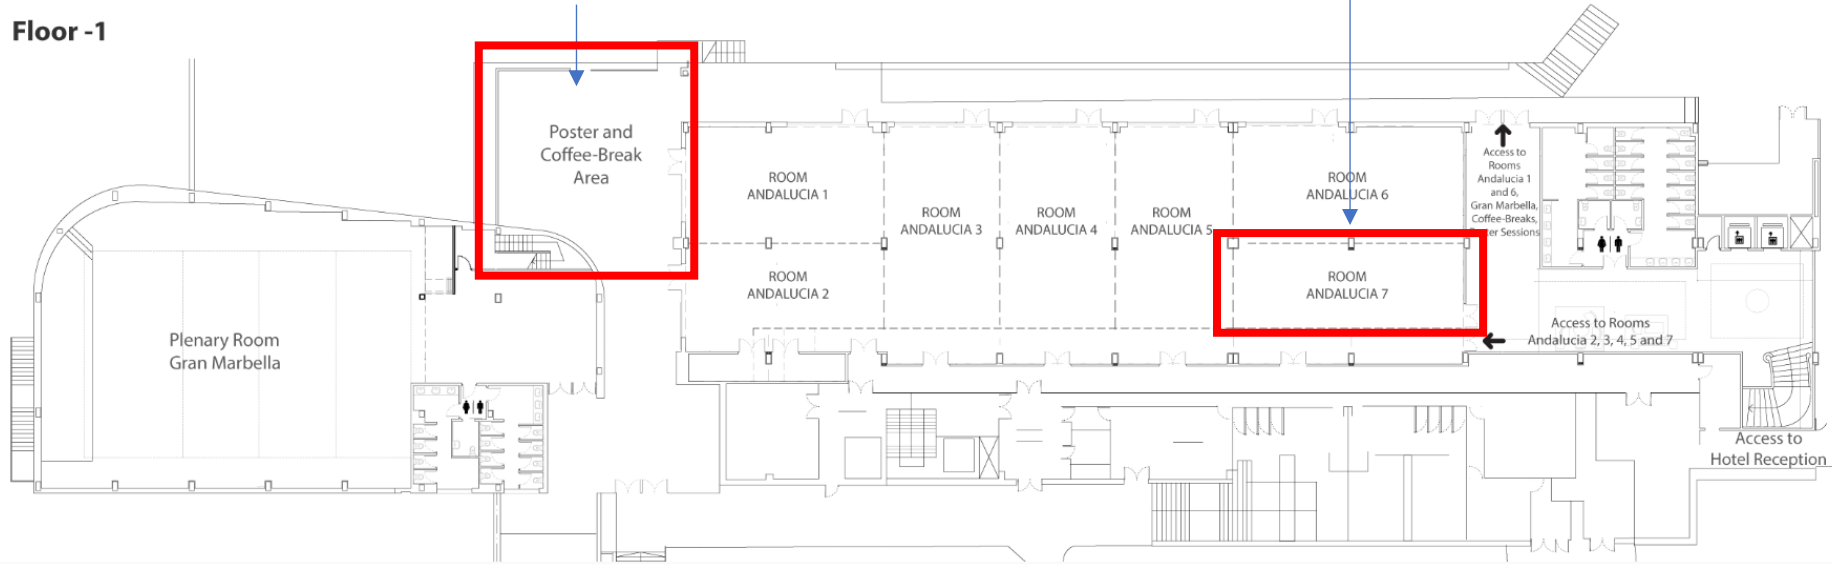 Floor -1
Poster and
Coffee-Break
Area
Plenary Room
Gran Marbella
ROOM
ANDALUCIA 1
ROOM
ANDALUCIA 2
ROOM
ANDALUCIA 3
ROOM
ANDALUCIA 4
ROOM
ANDALUCIA 5
ROOM
ANDALUCIA 6
ROOM
ANDALUCIA 7
Access to
Rooms
Andalucia 1
and 6,
Gran Marbella,
Coffee-Breaks,
Sessions
Access to Rooms
Andalucia 2, 3, 4, 5 and 7
Access to
Hotel Reception